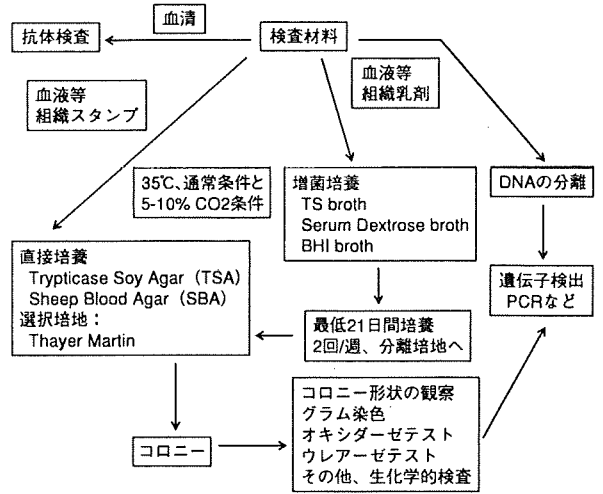 血清
抗体検査
検査材料
血液等
組織スタンプ
血液等
組織乳剤
35℃、通常条件と
5-10% CO2条件
増菌培養
TS broth
Serum Dextrose broth
BHI broth
DNAの分離
直接培養
Trypticase Soy Agar（TSA）
Sheep Blood Agar（SBA）
選択培地：
Thayer Martin
遺伝子検出
PCRなど
最低21日間培養
2回/週、分離培地へ
コロニー
コロニー形状の観察
グラム染色
オキシダーゼテスト
ウレアーゼテスト
その他、生化学的検査